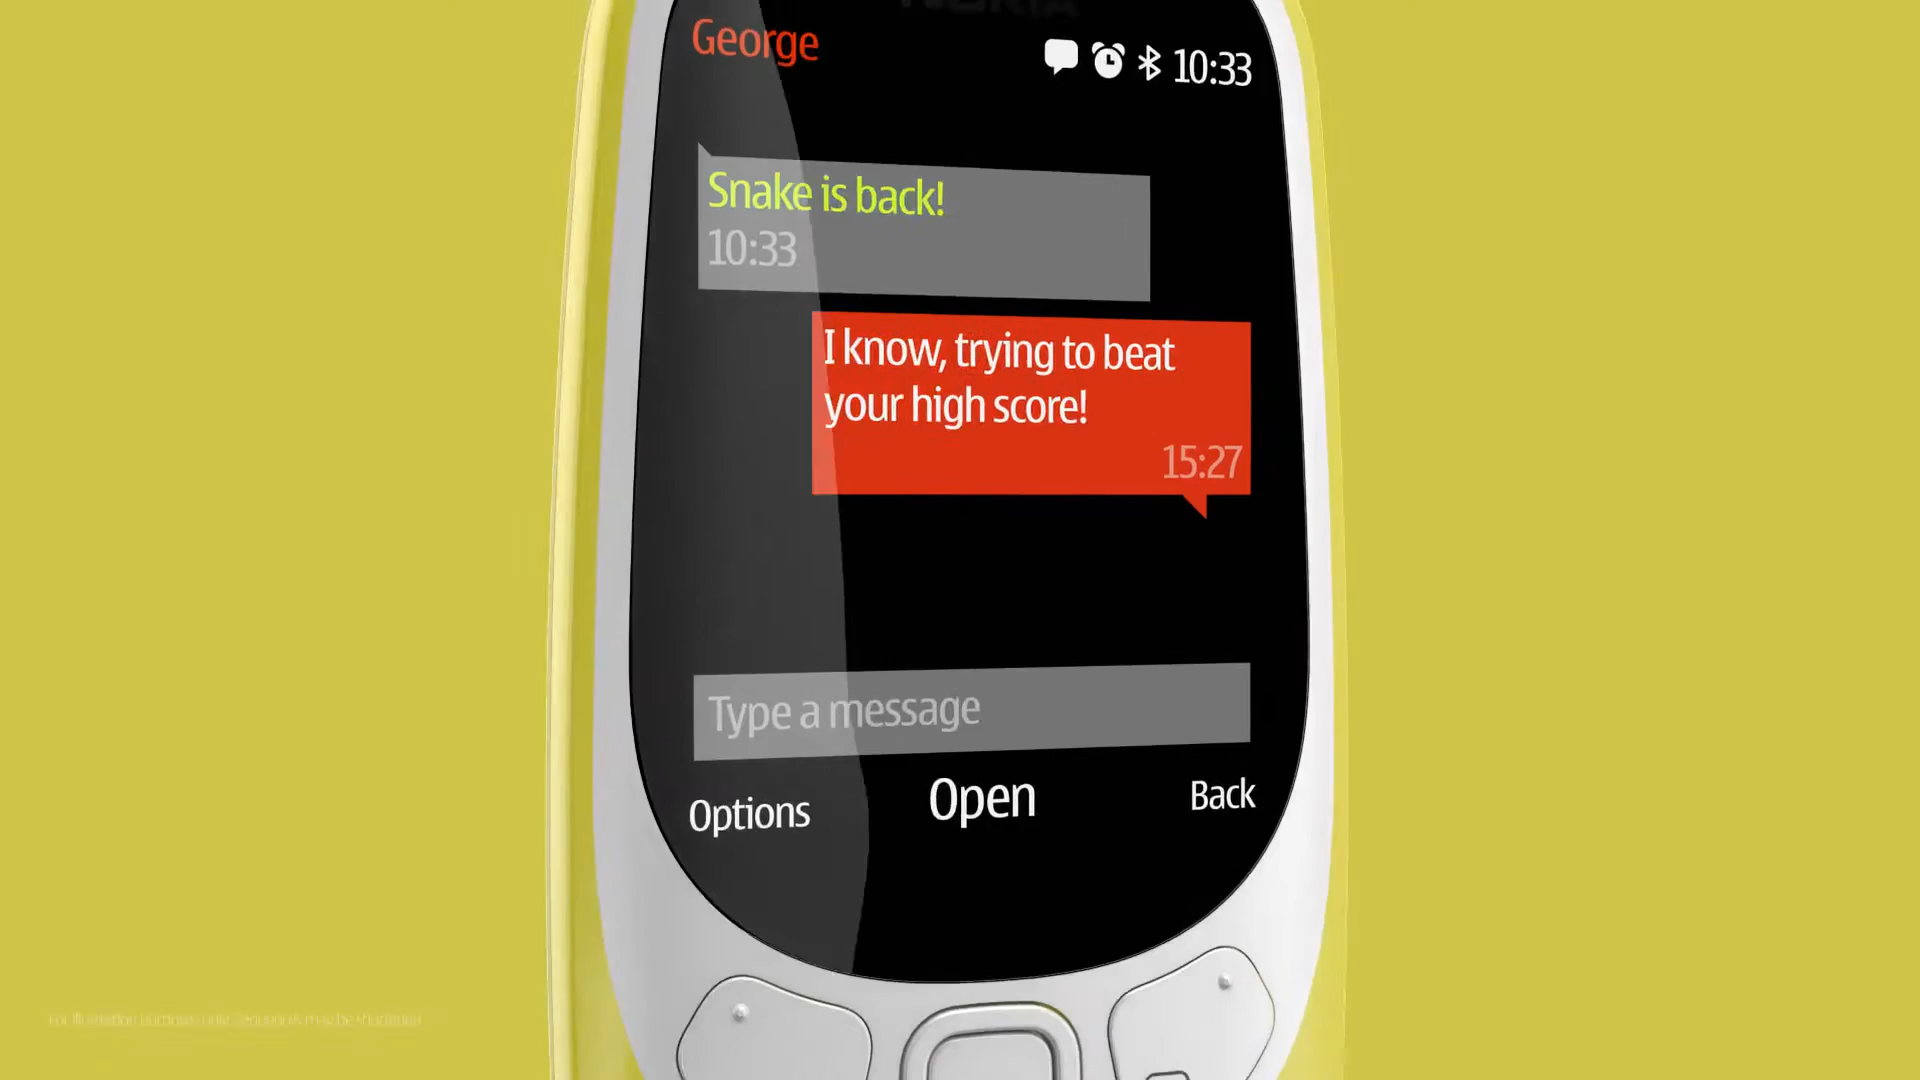 George
10:33
Snake is back!
10:33
I know, trying to beat
your high score!
15:27
Type a message
Options
Open
Back